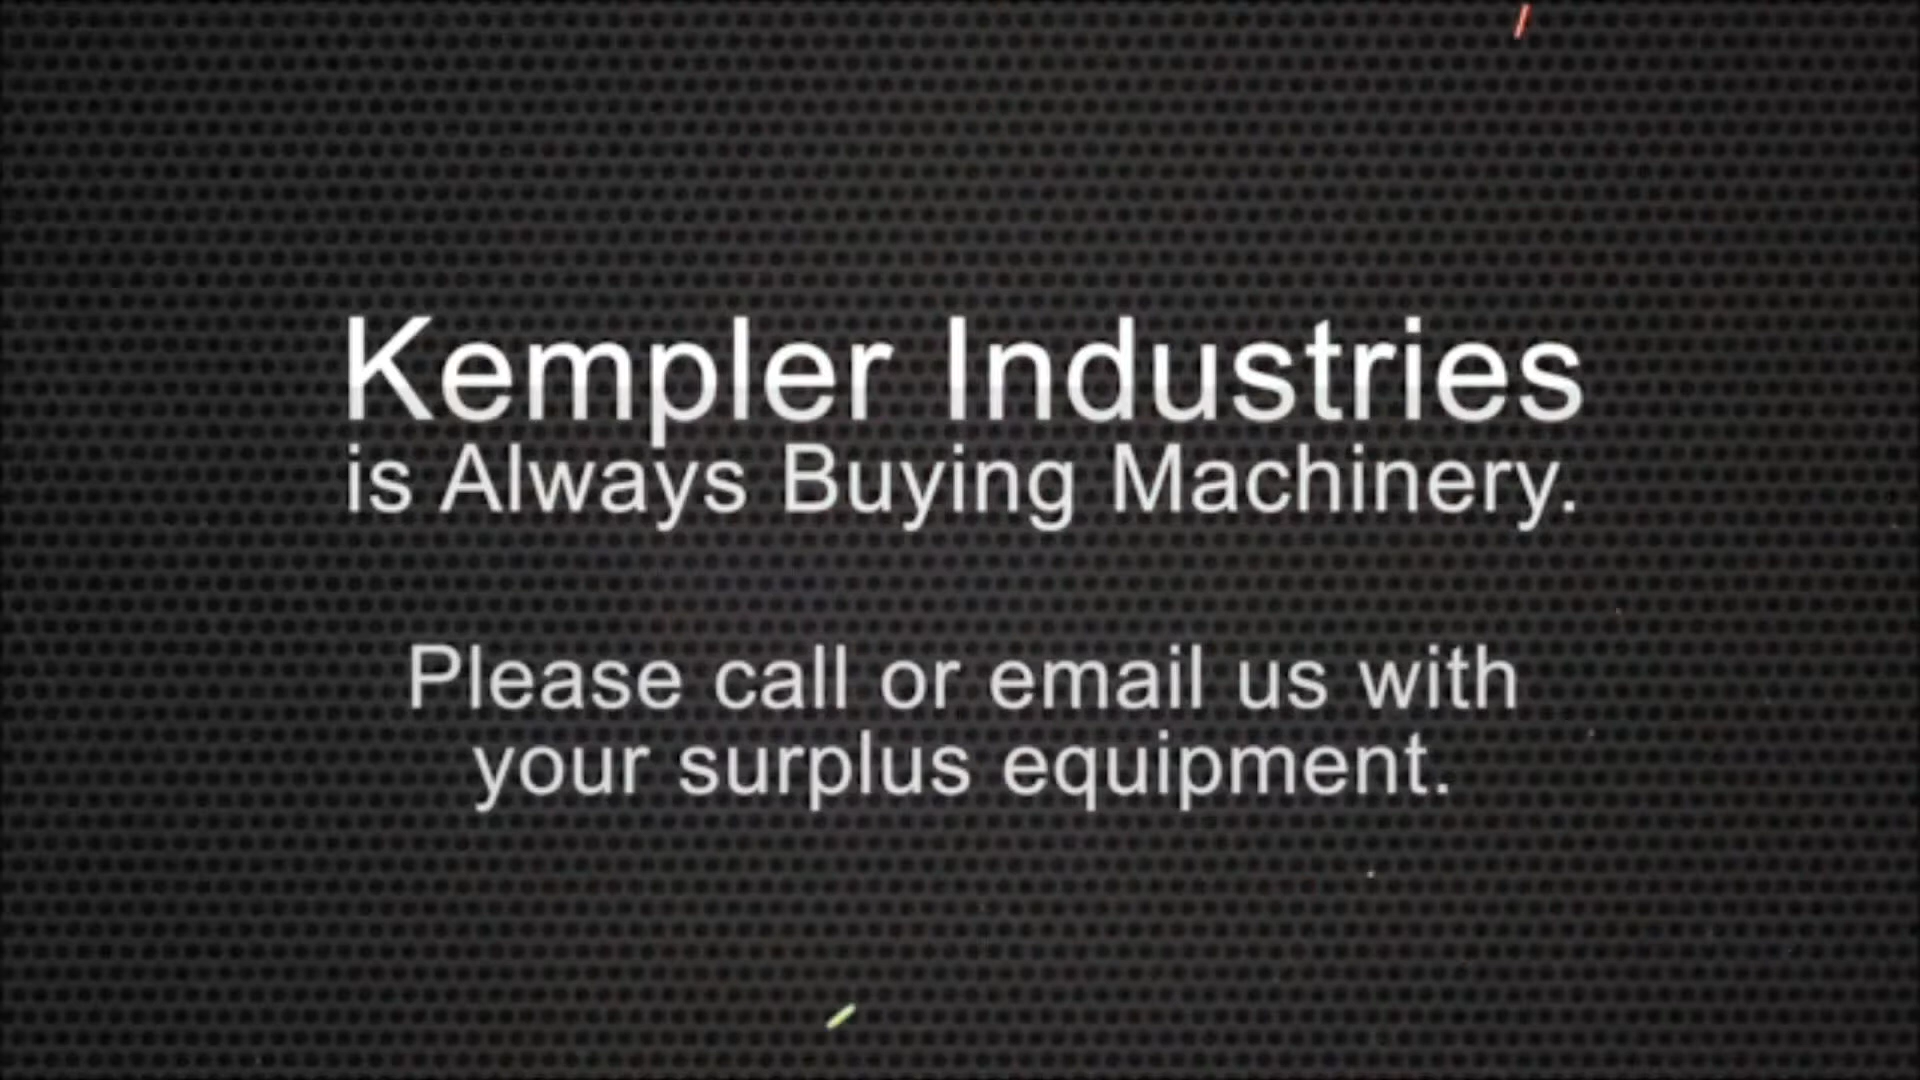 Kempler Industries
is Always Buying Machinery.
Please call or email us with
your surplus equipment.